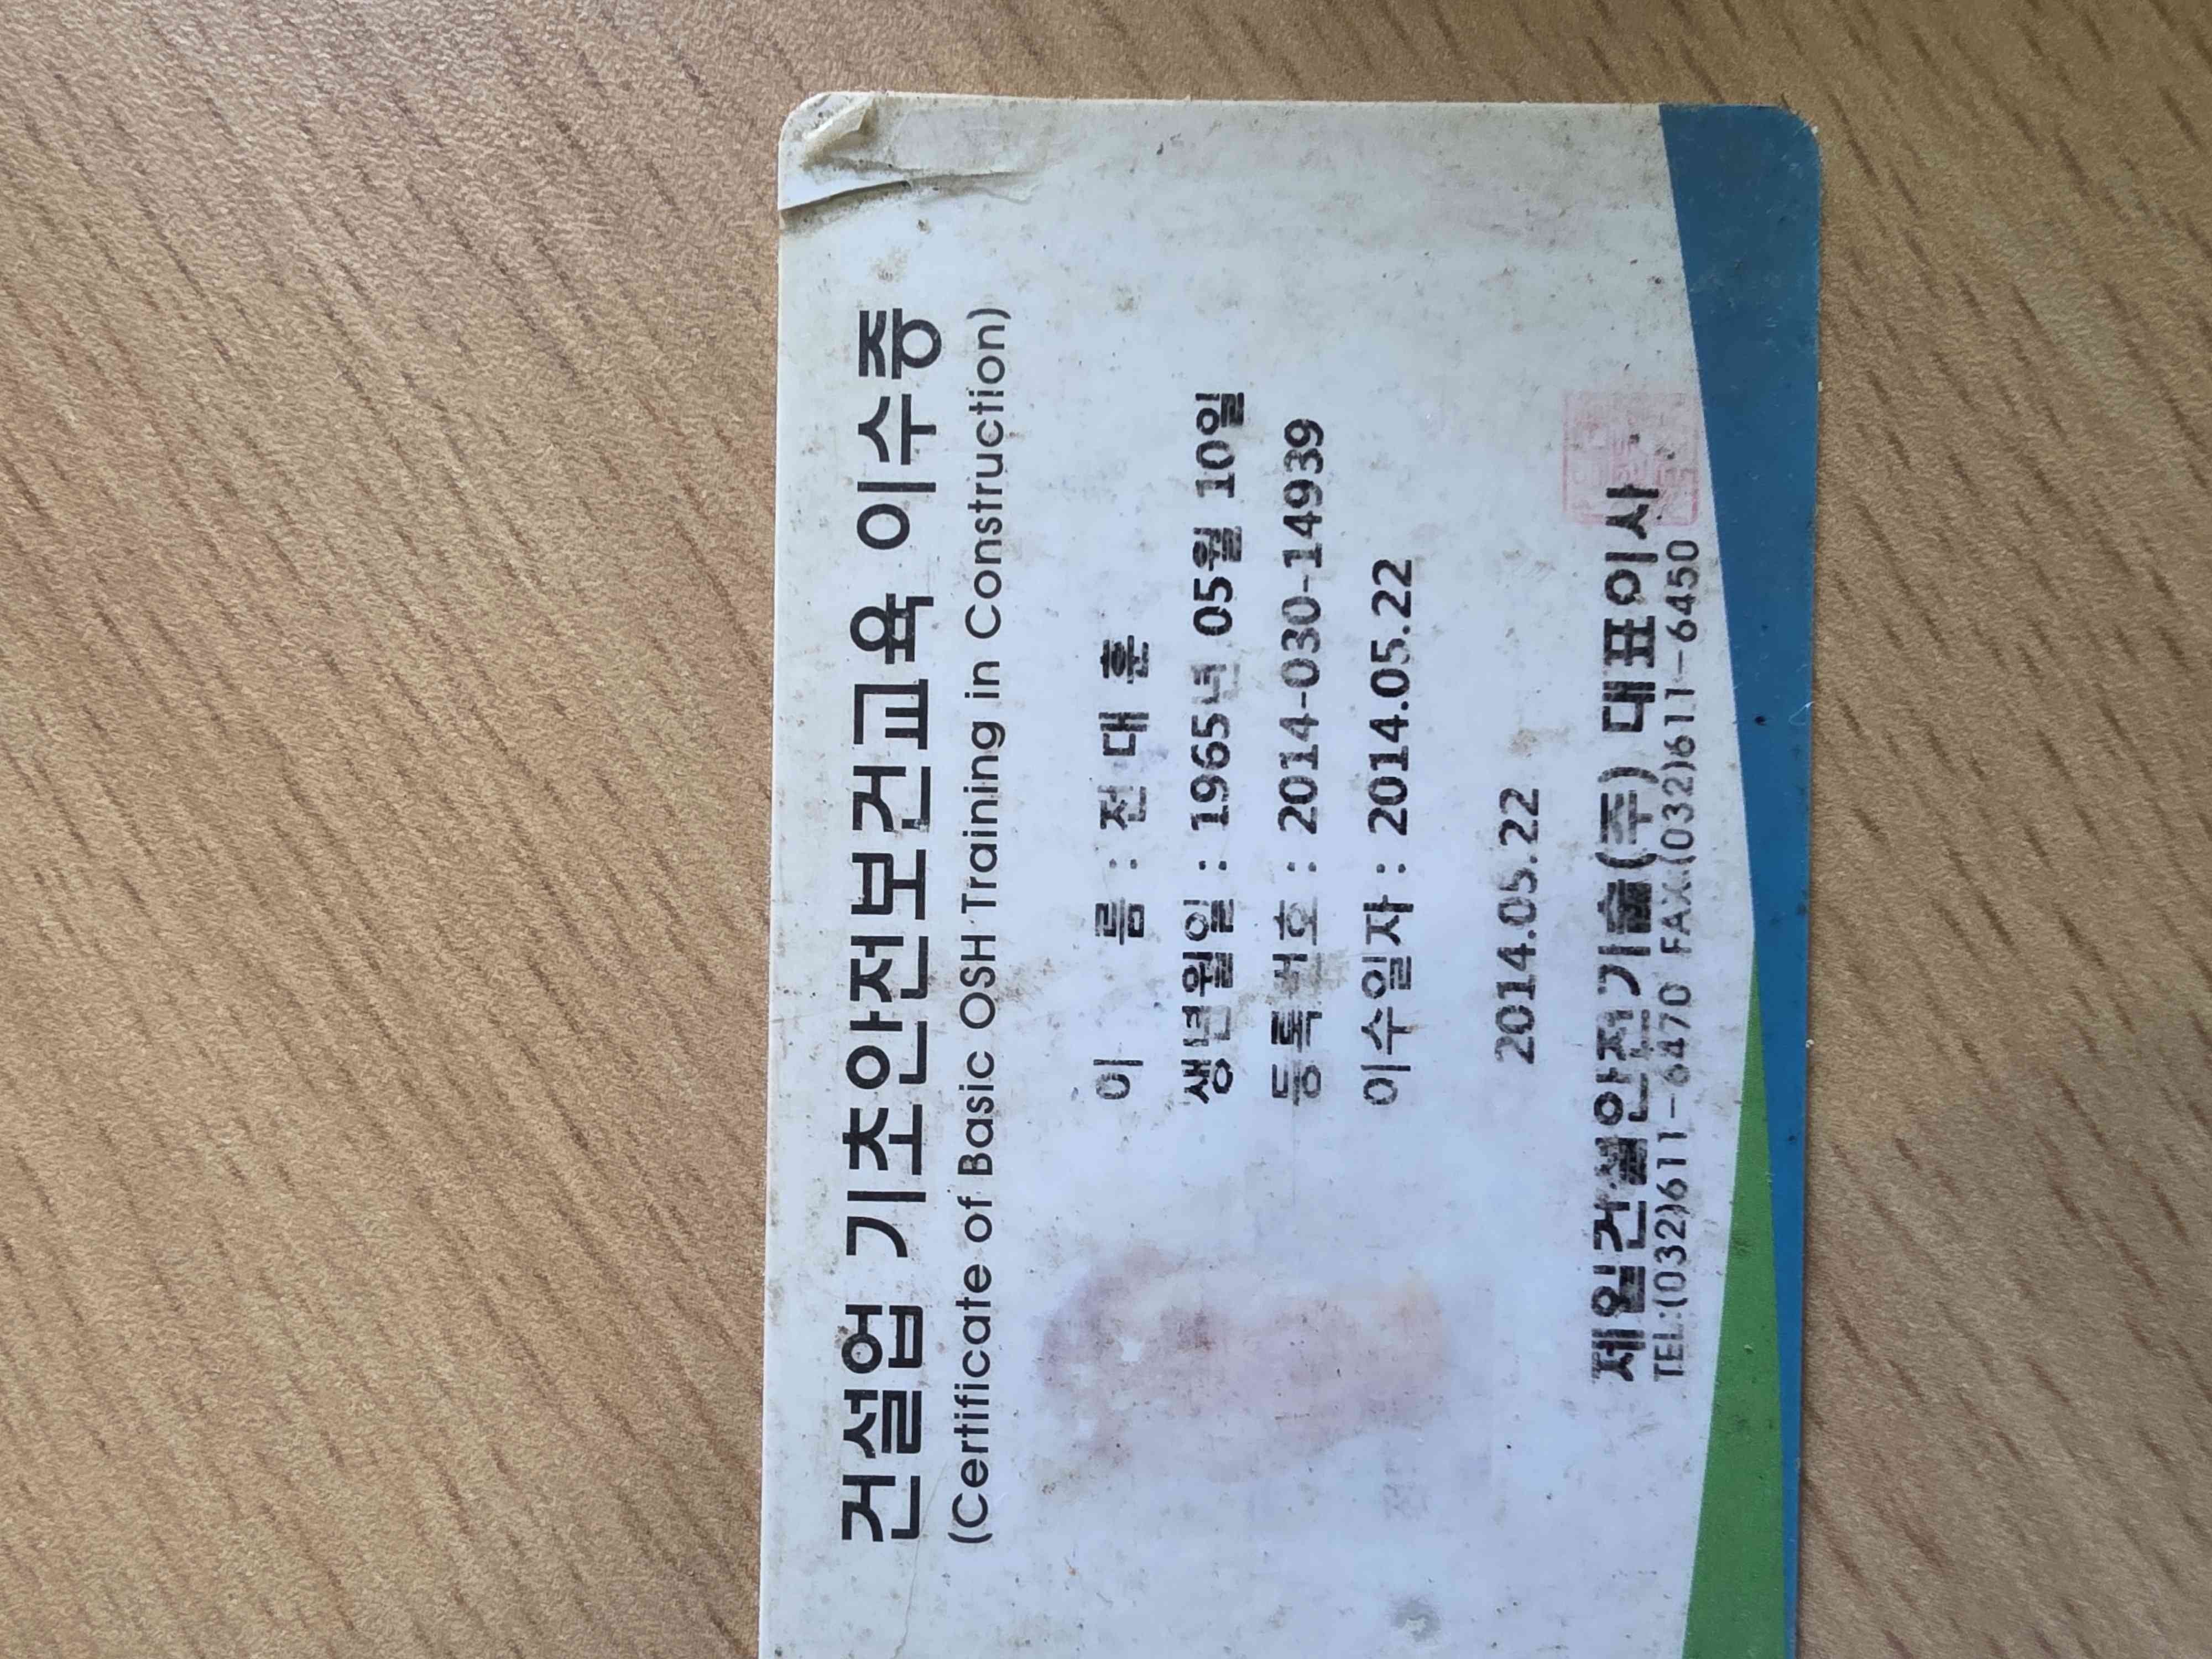 건설업 기초안전보건교육 이수증
(Certificate of Basic OSH Training in Construction)
이 름 : 전 대 훈
생년월일 : 1965년 05월 10일
등록번호 : 2014-030-14939
이수일자 : 2014.05.22
2014.05.22
제일건설안전기술(주) 대표이사
TEL:(032)611-6470 FAX.(032)611-6450